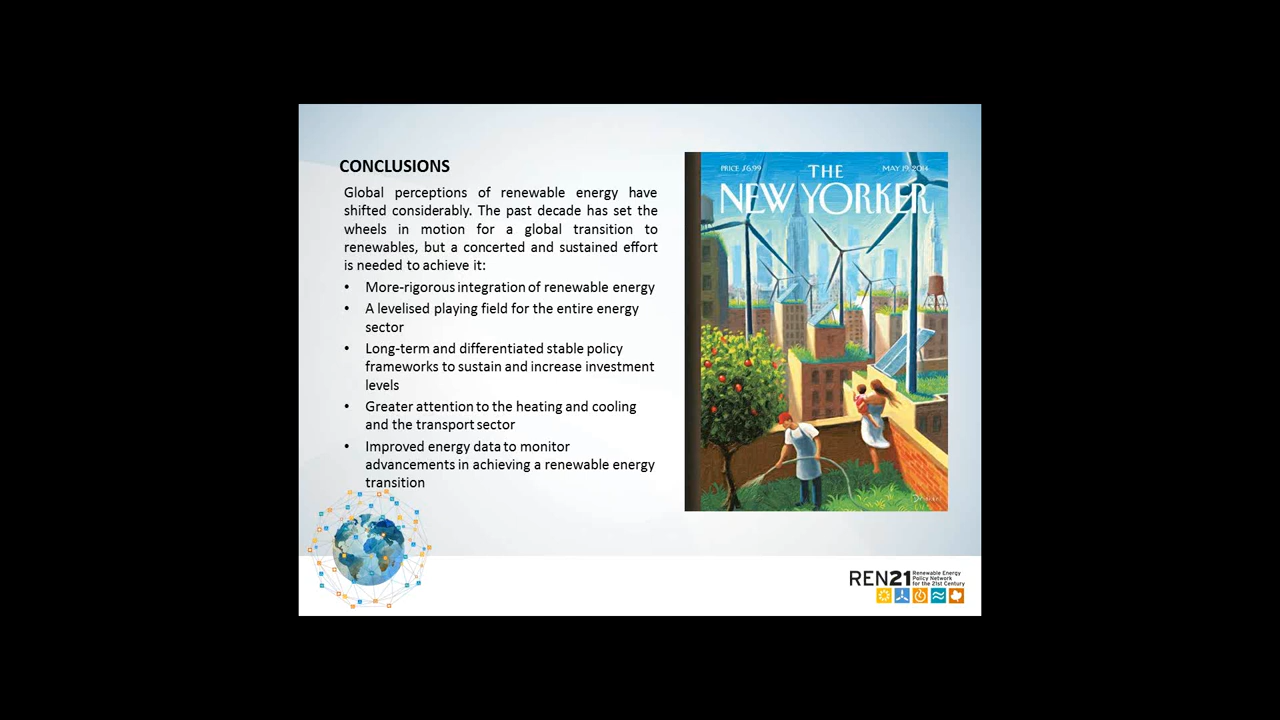 CONCLUSIONS
Global perceptions of renewable energy have
shifted considerably. The past decade has set the
wheels in motion for a global transition to
renewables, but a concerted and sustained effort
is needed to achieve it:
• More-rigorous integration of renewable energy
• A levelised playing field for the entire energy
sector
• Long-term and differentiated stable policy
frameworks to sustain and increase investment
levels
• Greater attention to the heating and cooling
and the transport sector
• Improved energy data to monitor
advancements in achieving a renewable energy
transition
PRICE $6.99
THE
MAY 19, 2014
NEW YORKER
REN21
Renewable Energy
Policy Network
for the 21st Century